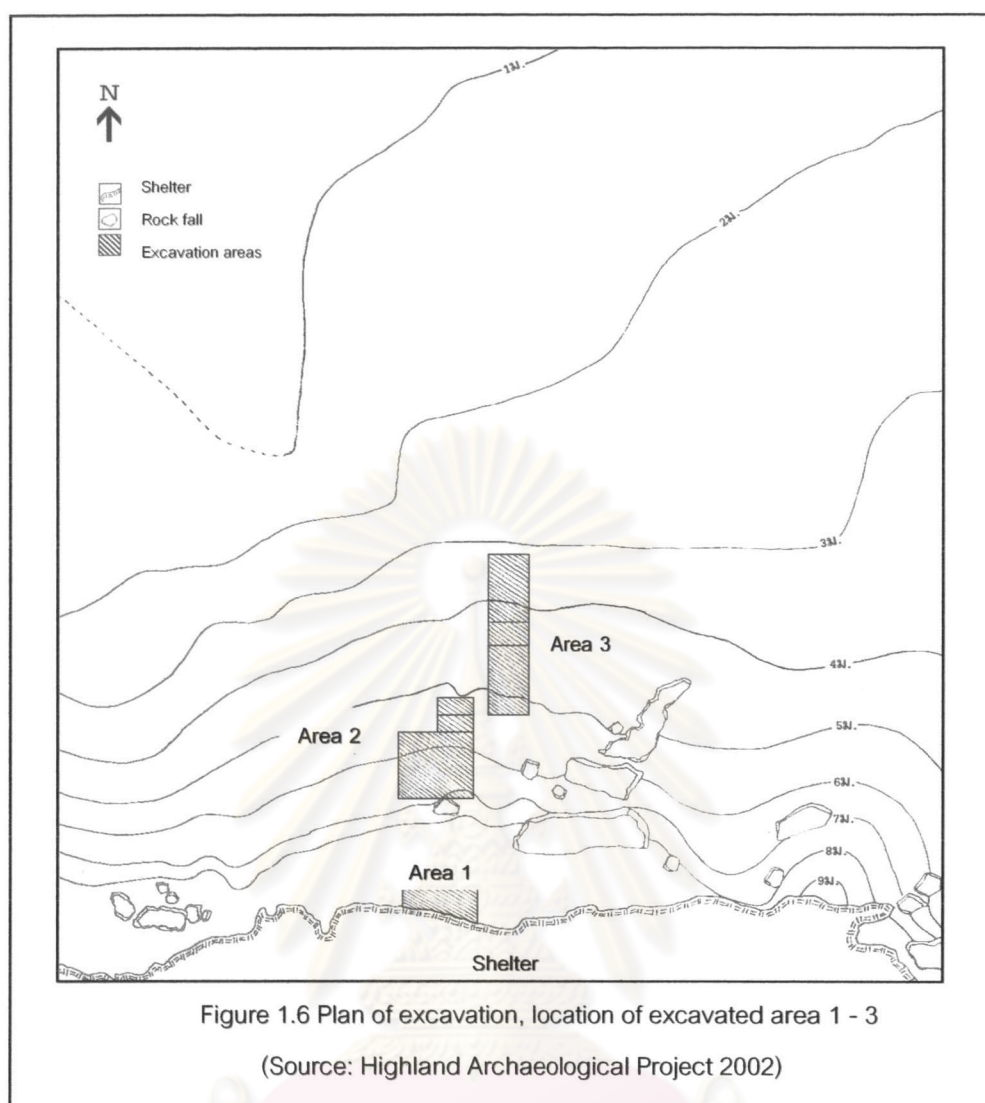 1ม.
N
2ม.
Shelter
Rock fall
Excavation areas
3ม.
Area 3
4ม.
Area 2
5ม.
6ม.
7ม.
8ม.
Area 1
9ม.
Shelter
Figure 1.6 Plan of excavation, location of excavated area 1 - 3
(Source: Highland Archaeological Project 2002)